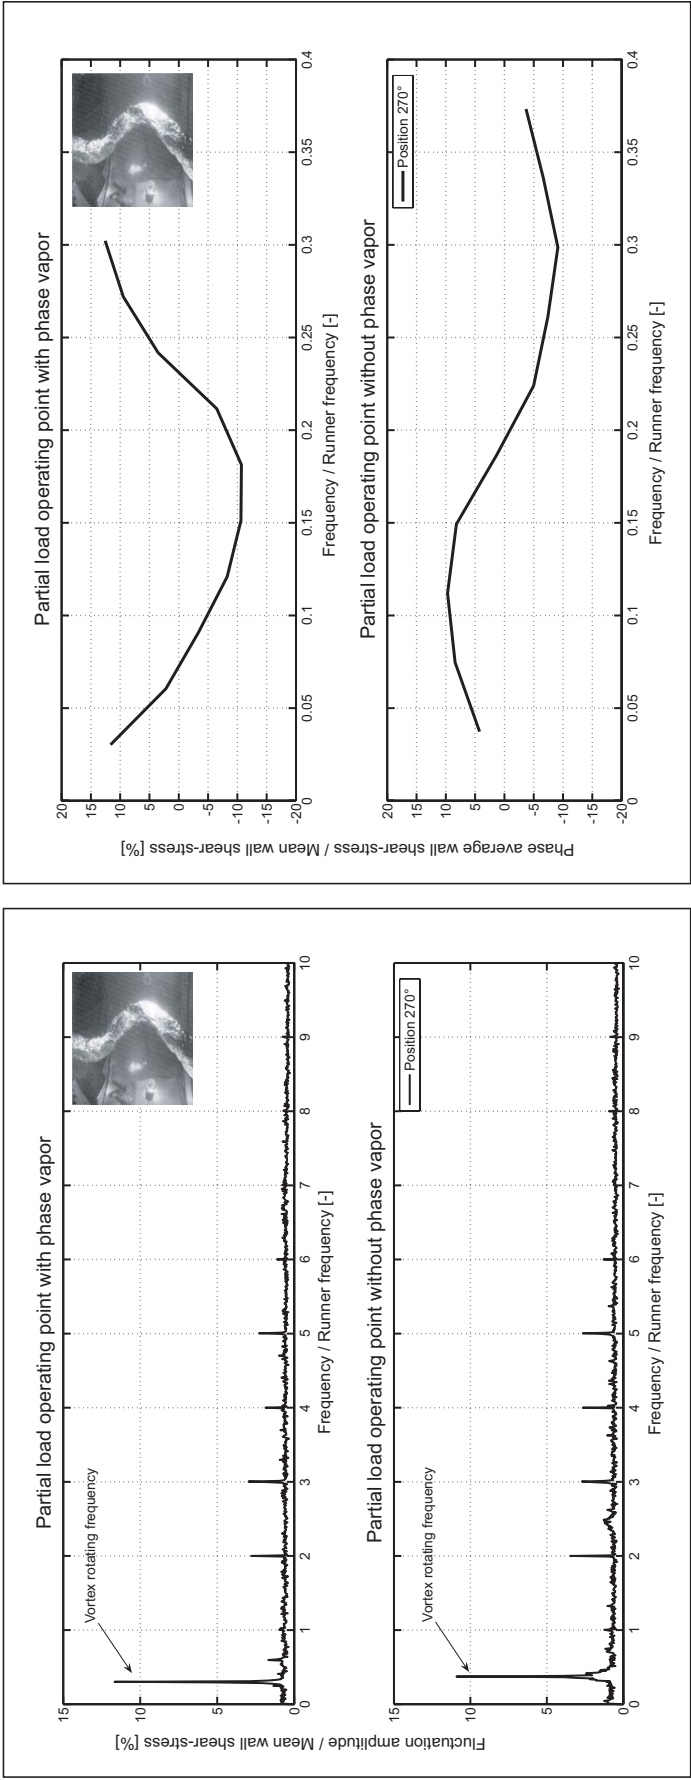 Partial load operating point with phase vapor
Vortex rotating frequency
15
10
5
0
0 1 2 3 4 5 6 7 8 9 10
Frequency / Runner frequency [-]
Fluctuation amplitude / Mean wall shear-stress [%]
Partial load operating point without phase vapor
Vortex rotating frequency
Position 270°
15
10
5
0
0 1 2 3 4 5 6 7 8 9 10
Frequency / Runner frequency [-]
Partial load operating point with phase vapor
20
15
10
5
0
-5
-10
-15
-20
0 0.05 0.1 0.15 0.2 0.25 0.3 0.35 0.4
Frequency / Runner frequency [-]
Phase average wall shear-stress / Mean wall shear-stress [%]
Partial load operating point without phase vapor
Position 270°
20
15
10
5
0
-5
-10
-15
-20
0 0.05 0.1 0.15 0.2 0.25 0.3 0.35 0.4
Frequency / Runner frequency [-]